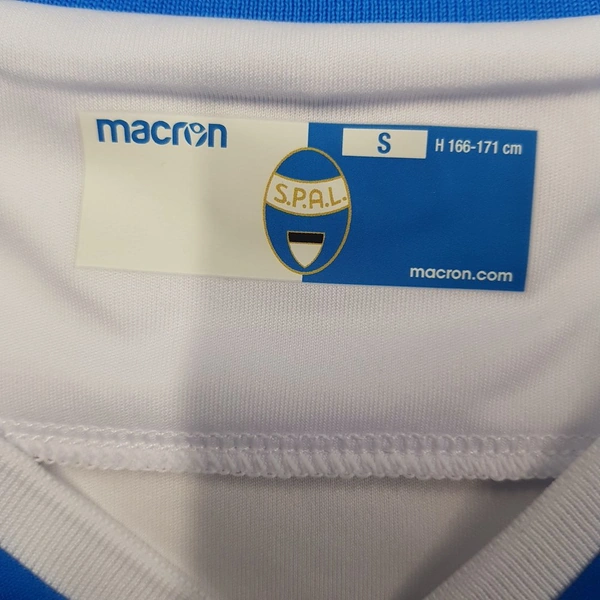 macron
S
H 166-171 cm
S.P.A.L.
macron.com